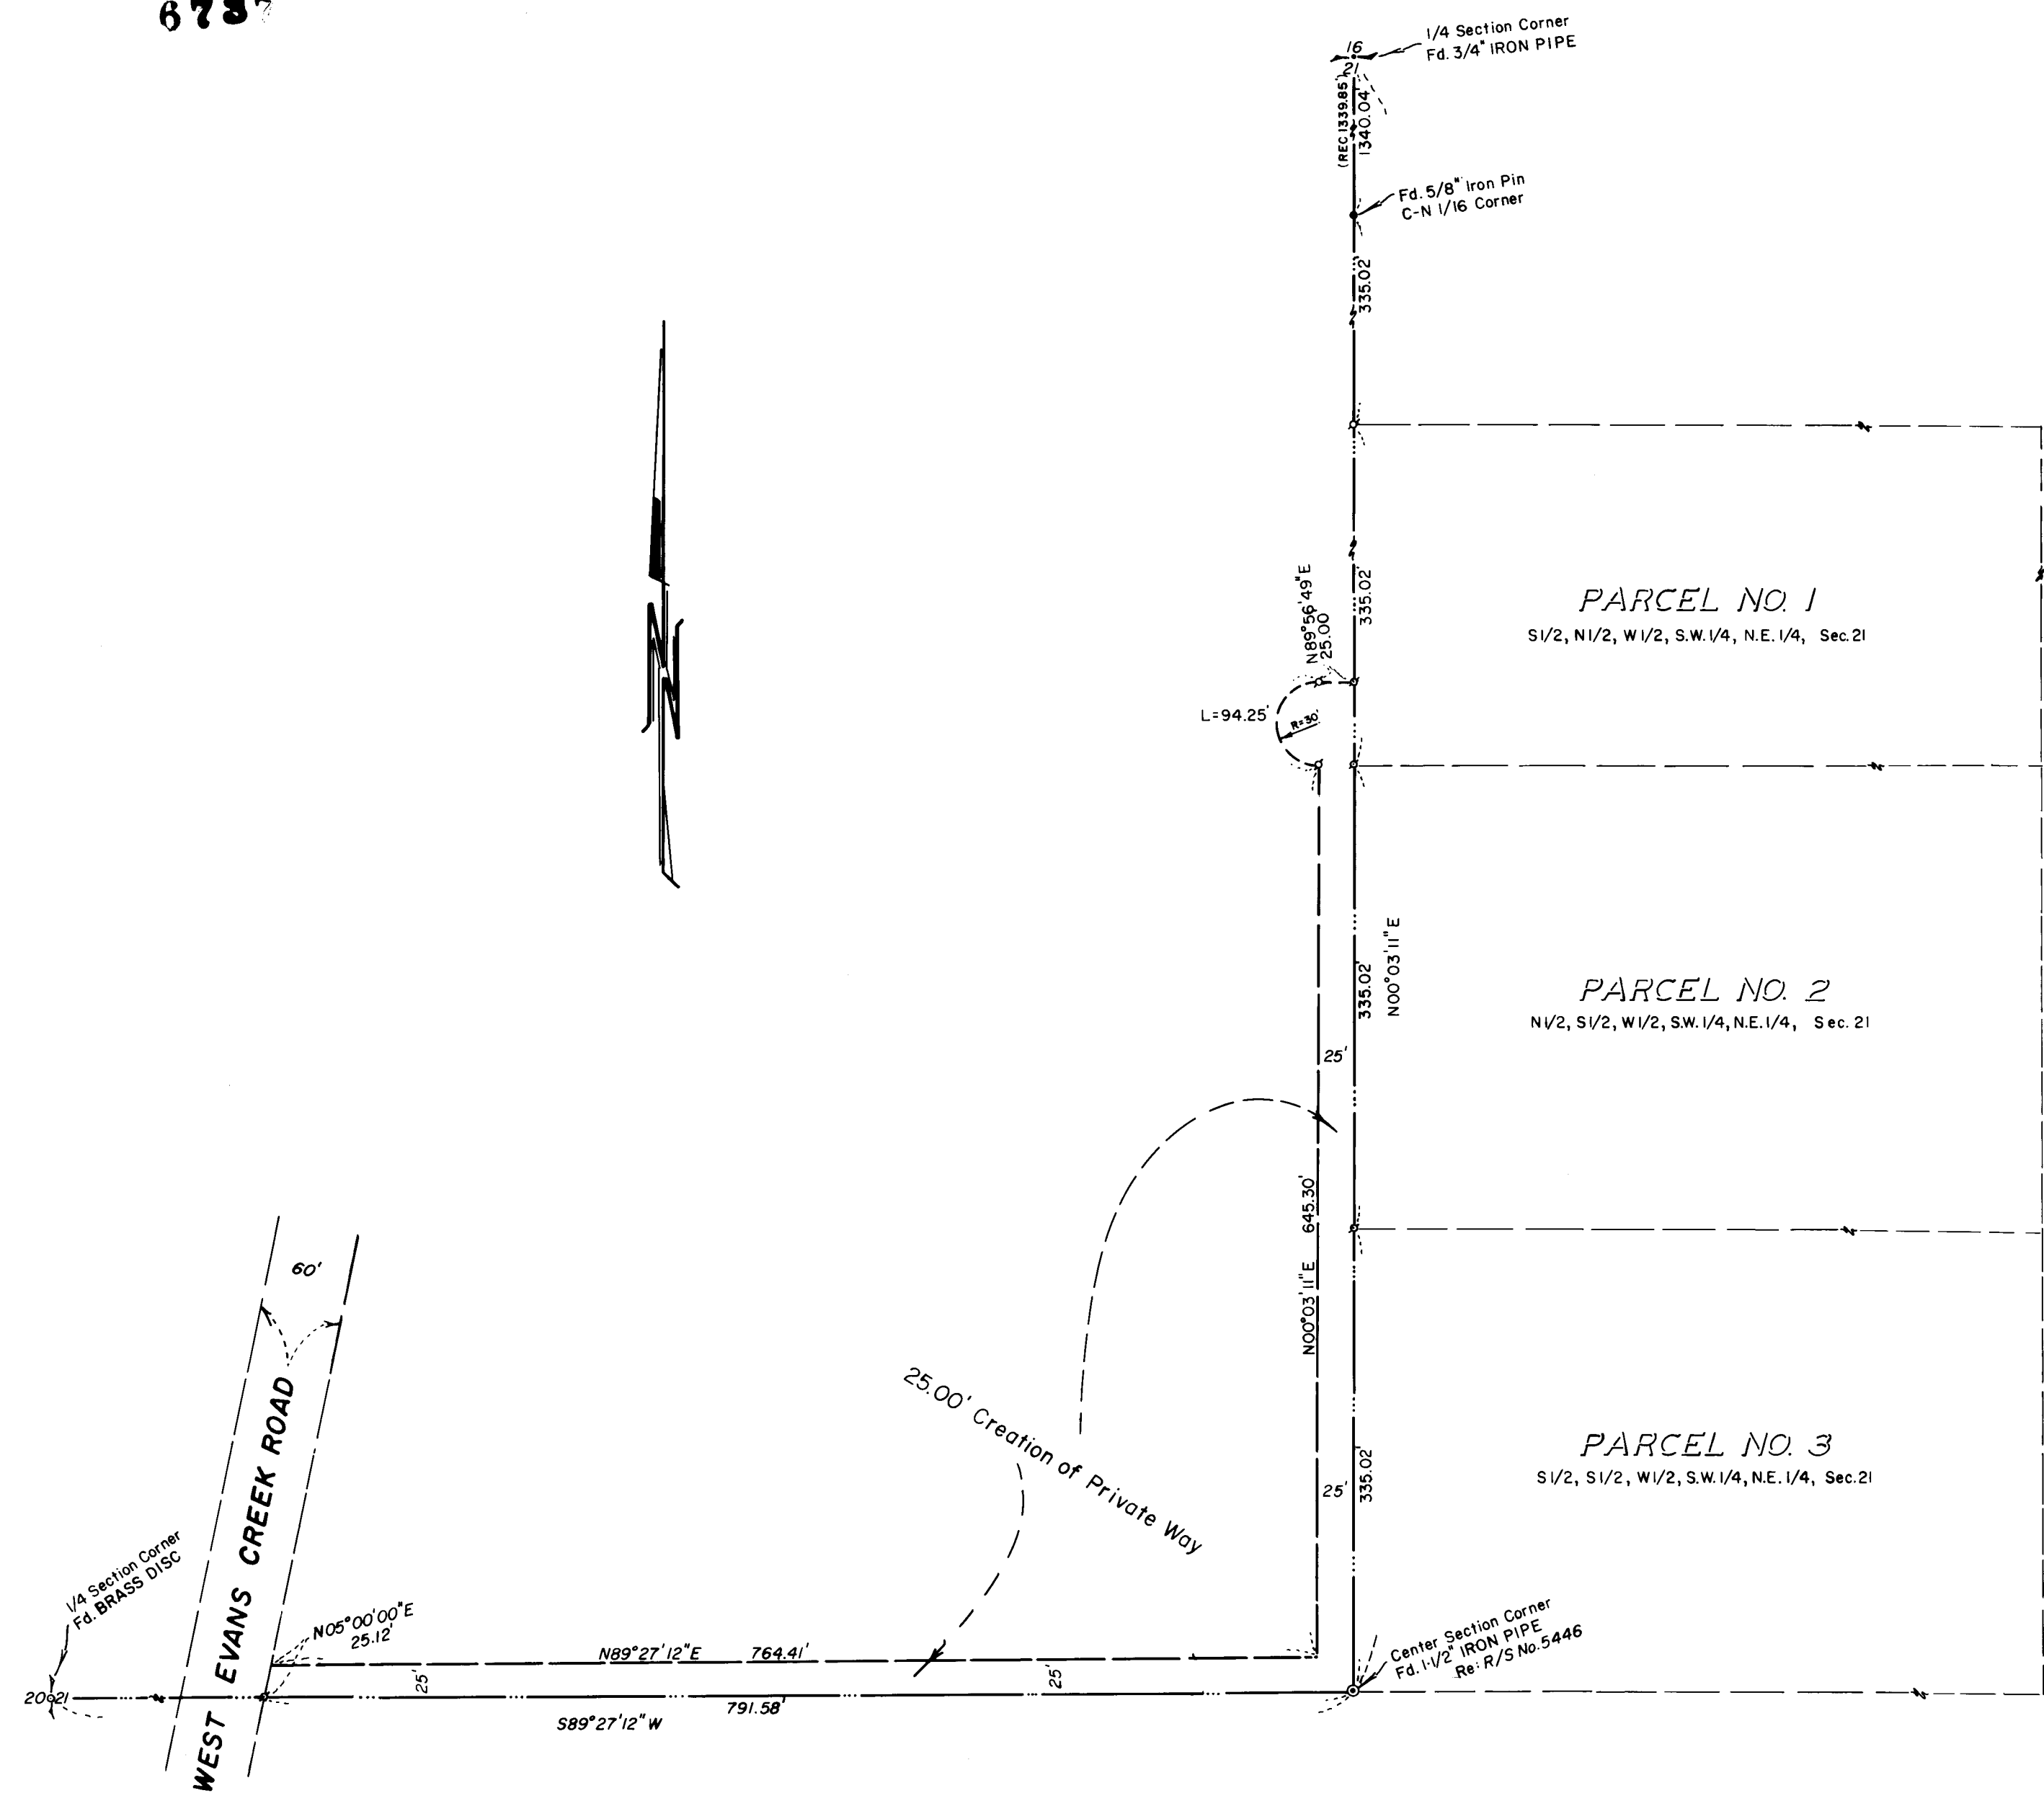 6787
1/4 Section Corner
Fd. 3/4" IRON PIPE
16
21
(REC 1339.85')
1340.04
Fd. 5/8" Iron Pin
C-N 1/16 Corner
335.02'
N
N89°56'49"E
25.00
335.02'
PARCEL NO. 1
S1/2, N1/2, W1/2, S.W. 1/4, N.E. 1/4, Sec. 21
L=94.25'
R=30'
335.02'
N00°03'11"E
PARCEL NO. 2
N1/2, S1/2, W1/2, S.W. 1/4, N.E. 1/4, Sec. 21
25'
N00°03'11"E 645.30'
60'
WEST EVANS CREEK ROAD
25.00' Creation of Private Way
PARCEL NO. 3
S1/2, S1/2, W1/2, S.W. 1/4, N.E. 1/4, Sec. 21
25'
335.02'
1/4 Section Corner
Fd. BRASS DISC
N05°00'00"E
25.12'
N89°27'12"E 764.41'
Center Section Corner
Fd. 1-1/2" IRON PIPE
Re: R/S No. 5446
20 21
25'
25'
791.58'
S89°27'12"W